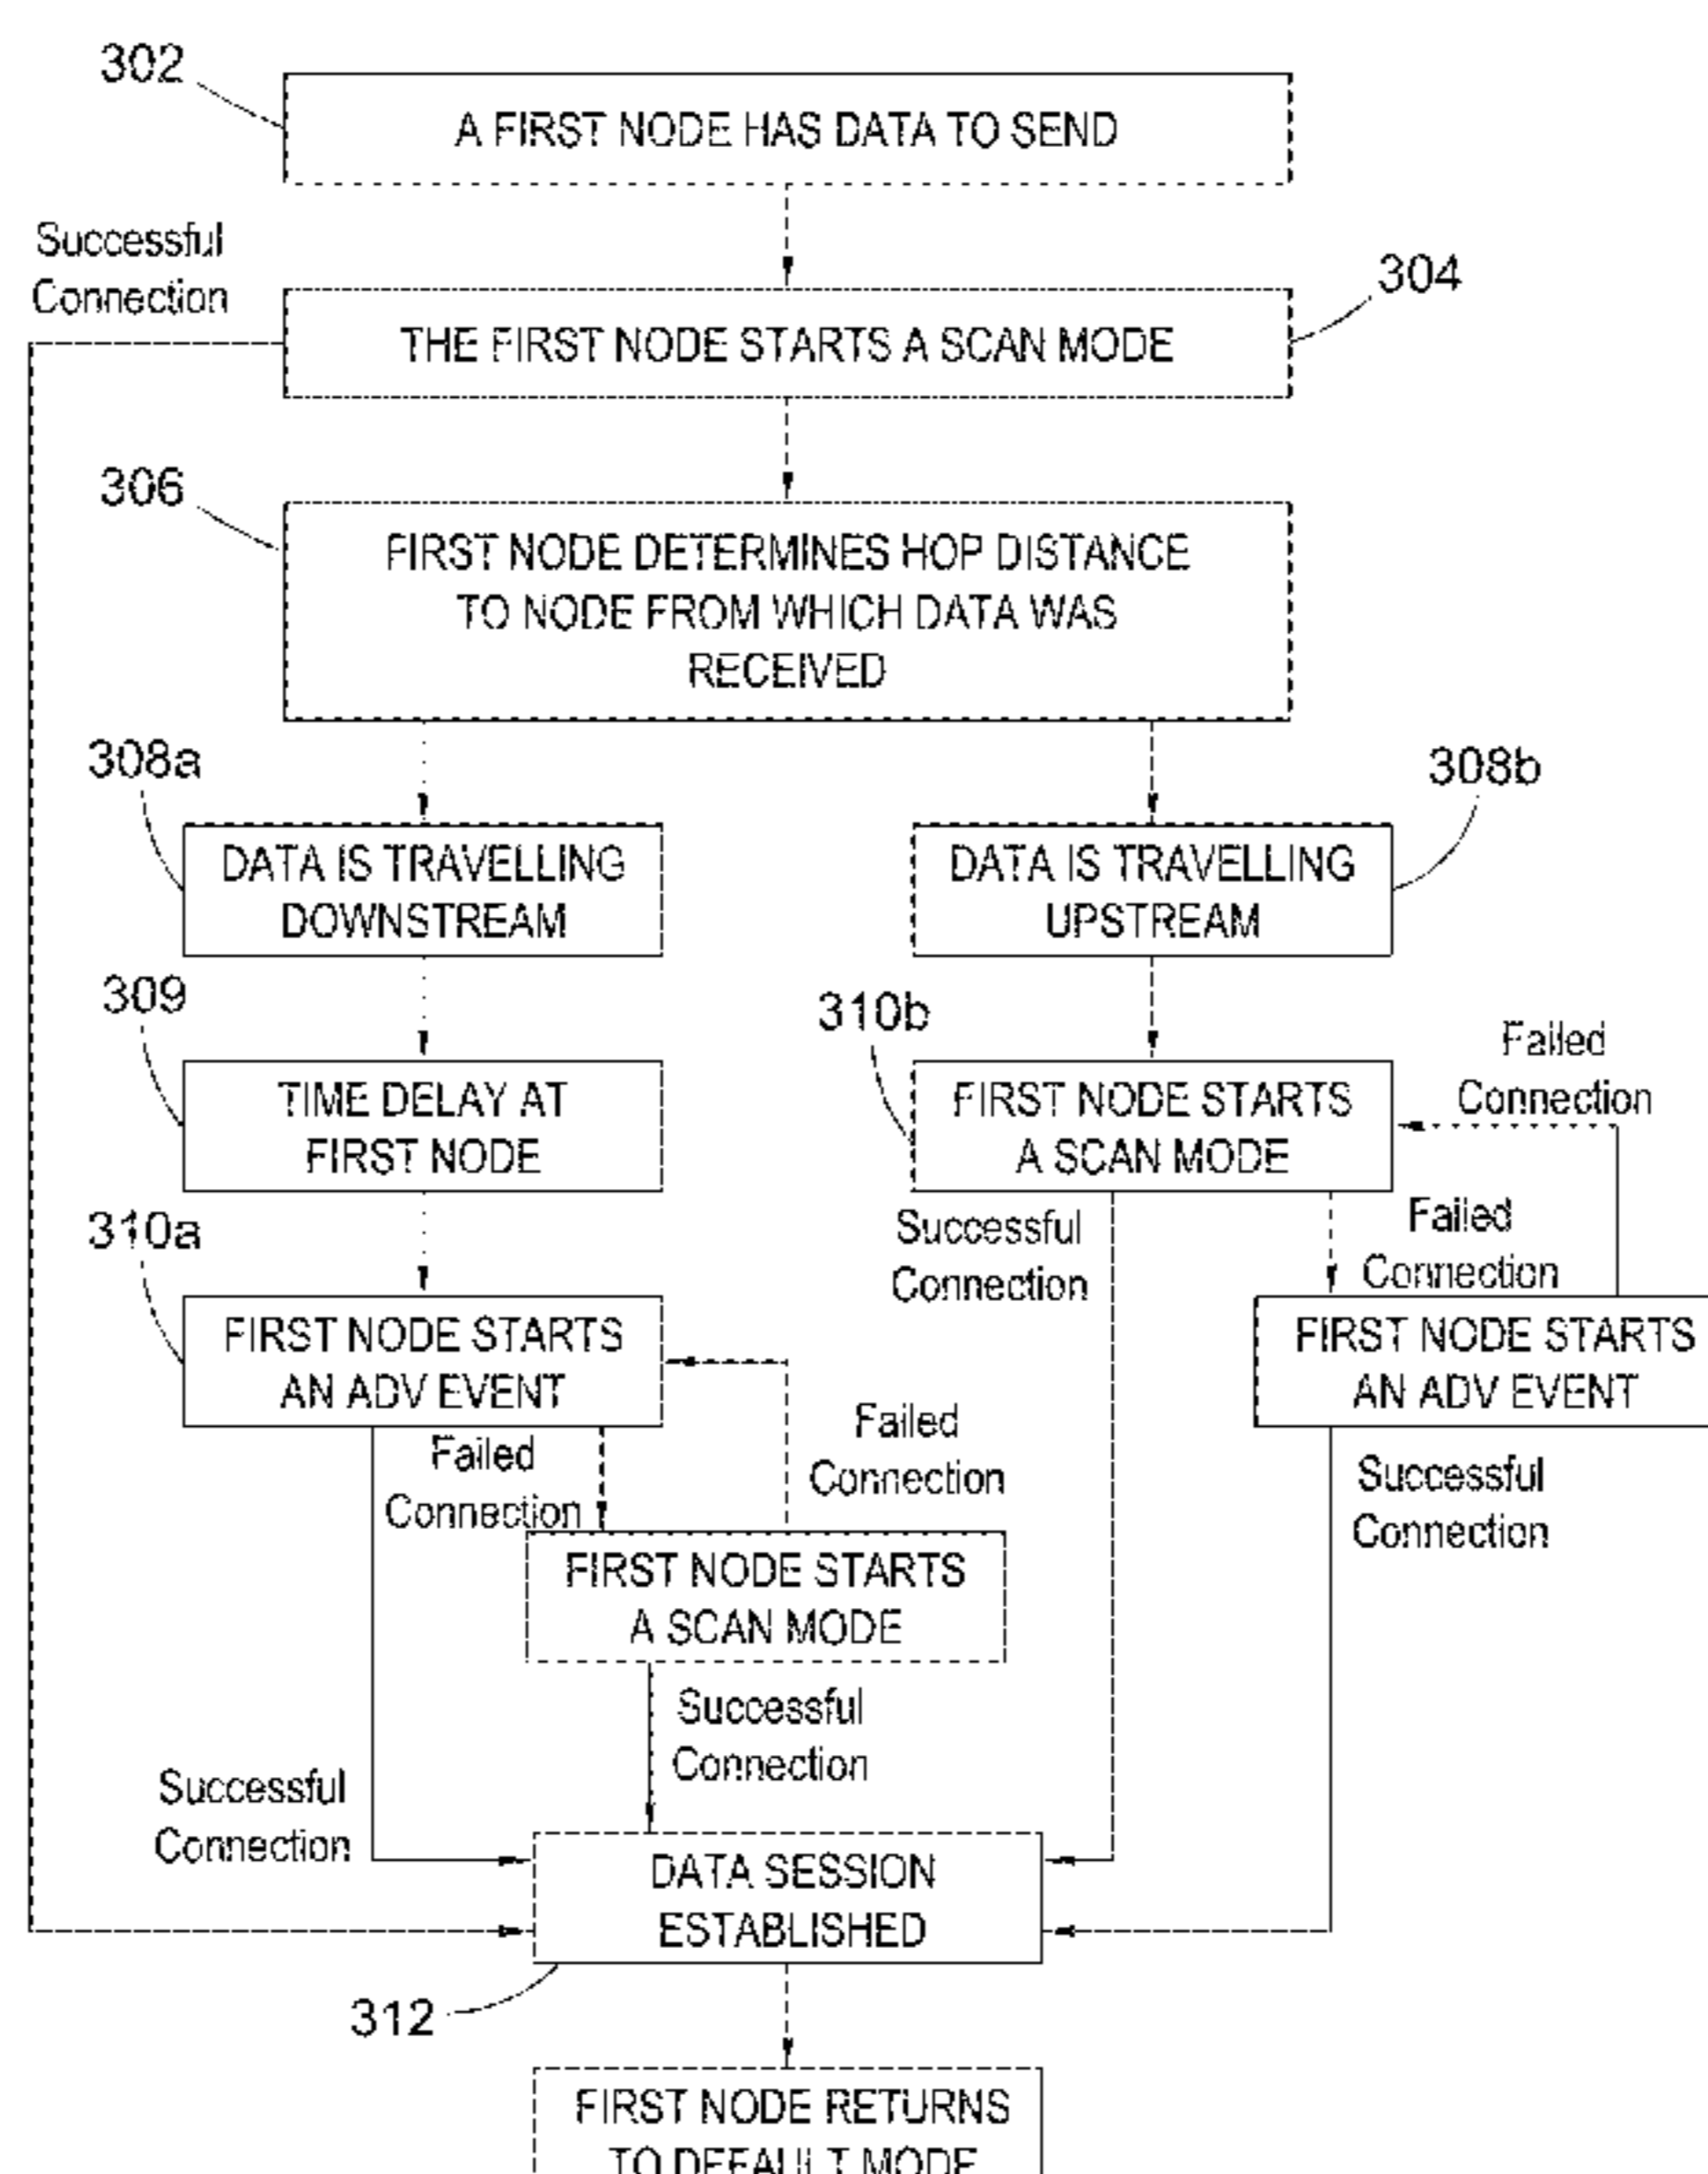 302
A FIRST NODE HAS DATA TO SEND
Successful
Connection
304
THE FIRST NODE STARTS A SCAN MODE
306
FIRST NODE DETERMINES HOP DISTANCE
TO NODE FROM WHICH DATA WAS
RECEIVED
308a
308b
DATA IS TRAVELLING
DOWNSTREAM
DATA IS TRAVELLING
UPSTREAM
309
310b
TIME DELAY AT
FIRST NODE
FIRST NODE STARTS
A SCAN MODE
Failed
Connection
310a
Successful
Connection
Failed
Connection
FIRST NODE STARTS
AN ADV EVENT
FIRST NODE STARTS
AN ADV EVENT
Failed
Connection
Failed
Connection
Successful
Connection
FIRST NODE STARTS
A SCAN MODE
Successful
Connection
Successful
Connection
DATA SESSION
ESTABLISHED
312
FIRST NODE RETURNS
TO DEFAULT MODE